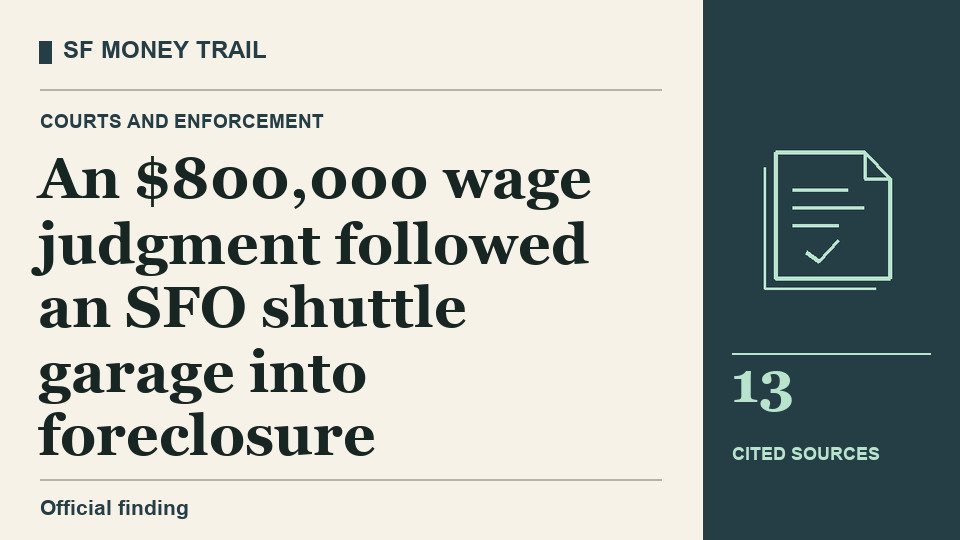 SF MONEY TRAIL
COURTS AND ENFORCEMENT
An $800,000 wage
judgment followed
an SFO shuttle
garage into
foreclosure
Official finding
13
CITED SOURCES